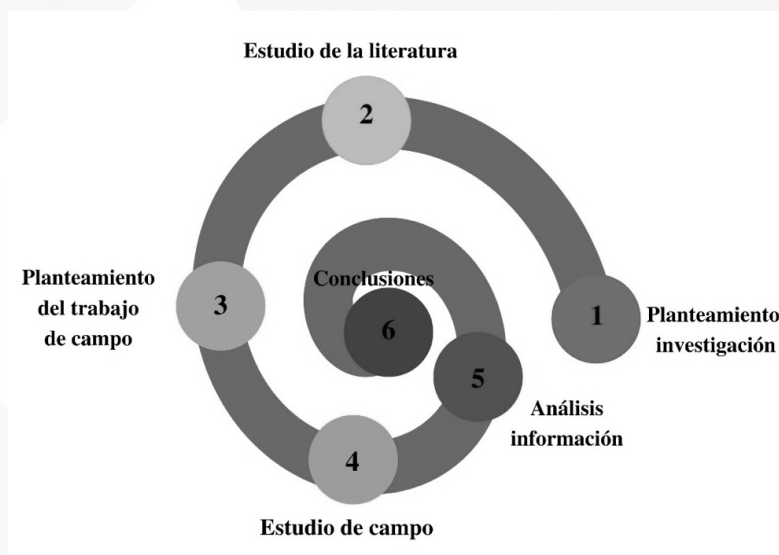 Estudio de la literatura
2
Planteamiento
del trabajo
de campo
3
Conclusiones
6
1
Planteamiento
investigación
5
Análisis
información
4
Estudio de campo